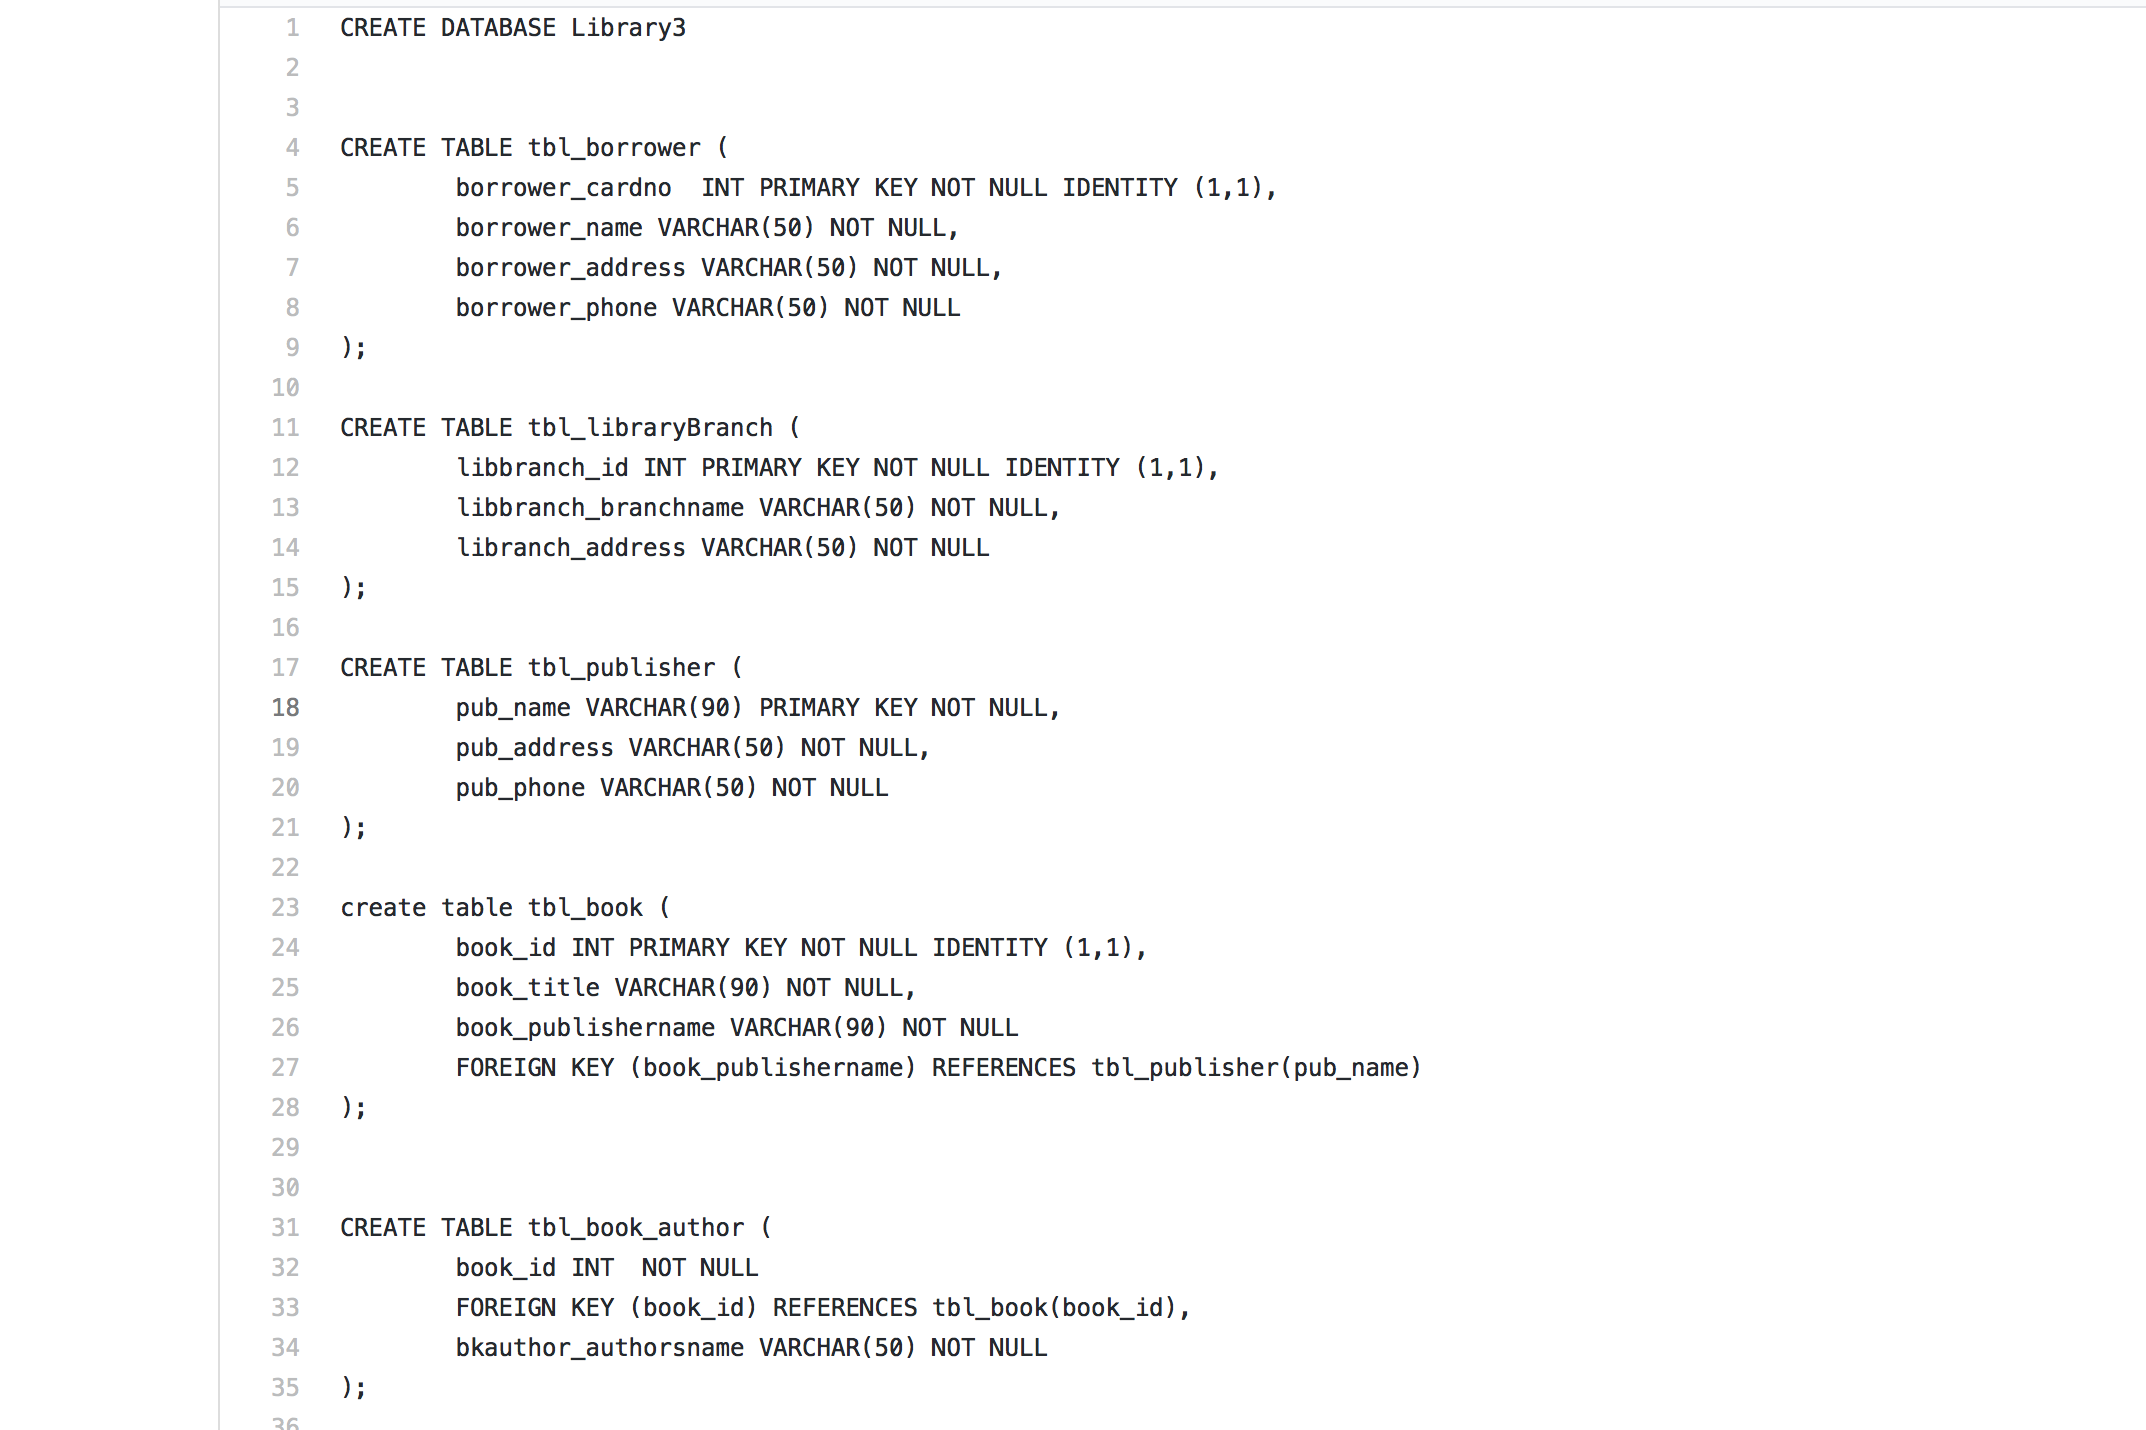 1 CREATE DATABASE Library3
2
3
4 CREATE TABLE tbl_borrower (
5 borrower_cardno  INT PRIMARY KEY NOT NULL IDENTITY (1,1),
6 borrower_name VARCHAR(50) NOT NULL,
7 borrower_address VARCHAR(50) NOT NULL,
8 borrower_phone VARCHAR(50) NOT NULL
9 );
10
11 CREATE TABLE tbl_libraryBranch (
12 libbranch_id INT PRIMARY KEY NOT NULL IDENTITY (1,1),
13 libbranch_branchname VARCHAR(50) NOT NULL,
14 libranch_address VARCHAR(50) NOT NULL
15 );
16
17 CREATE TABLE tbl_publisher (
18 pub_name VARCHAR(90) PRIMARY KEY NOT NULL,
19 pub_address VARCHAR(50) NOT NULL,
20 pub_phone VARCHAR(50) NOT NULL
21 );
22
23 create table tbl_book (
24 book_id INT PRIMARY KEY NOT NULL IDENTITY (1,1),
25 book_title VARCHAR(90) NOT NULL,
26 book_publishername VARCHAR(90) NOT NULL
27 FOREIGN KEY (book_publishername) REFERENCES tbl_publisher(pub_name)
28 );
29
30
31 CREATE TABLE tbl_book_author (
32 book_id INT  NOT NULL
33 FOREIGN KEY (book_id) REFERENCES tbl_book(book_id),
34 bkauthor_authorsname VARCHAR(50) NOT NULL
35 );
36